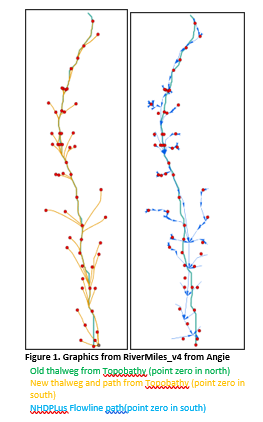 Figure 1. Graphics from RiverMiles_v4 from Angie
Old thalweg from Topobathy (point zero in north)
New thalweg and path from Topobathy (point zero in
south)
NHDPLus Flowline path(point zero in south)